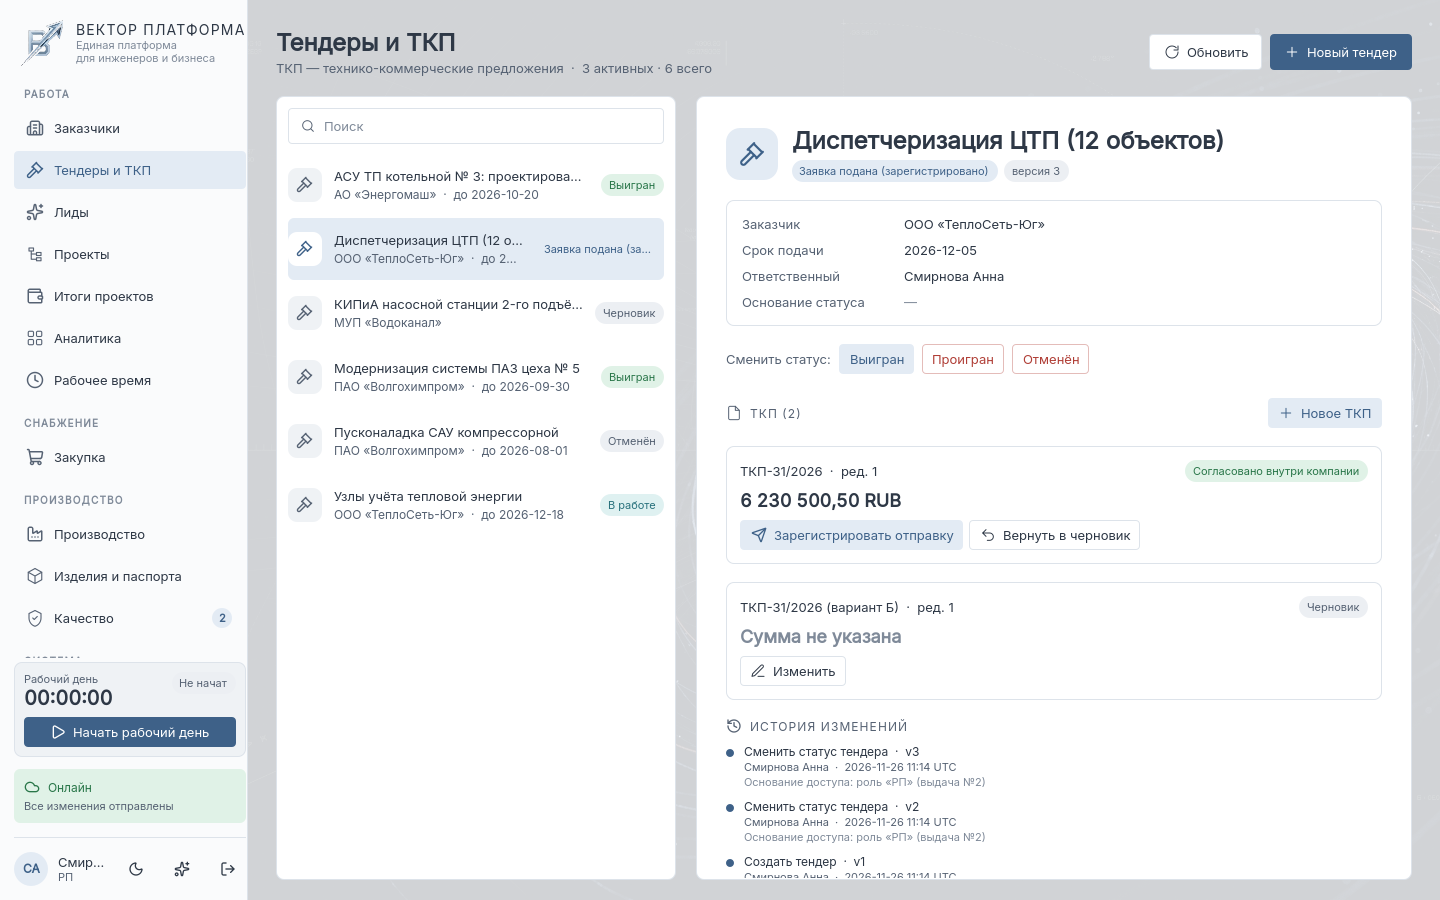 ВЕКТОР ПЛАТФОРМА
Единая платформа
для инженеров и бизнеса
РАБОТА
Заказчики
Тендеры и ТКП
Лиды
Проекты
Итоги проектов
Аналитика
Рабочее время
СНАБЖЕНИЕ
Закупка
ПРОИЗВОДСТВО
Производство
Изделия и паспорта
Качество 2
Рабочий день
Не начат
00:00:00
Начать рабочий день
Онлайн
Все изменения отправлены
СА
Смир...
РП
Тендеры и ТКП
ТКП — технико-коммерческие предложения · 3 активных · 6 всего
Обновить
Новый тендер
Поиск
АСУ ТП котельной № 3: проектирова...
АО «Энергомаш» · до 2026-10-20
Выигран
Диспетчеризация ЦТП (12 о...
ООО «ТеплоСеть-Юг» · до 2...
Заявка подана (за...
КИПиА насосной станции 2-го подъё...
МУП «Водоканал»
Черновик
Модернизация системы ПАЗ цеха № 5
ПАО «Волгохимпром» · до 2026-09-30
Выигран
Пусконаладка САУ компрессорной
ПАО «Волгохимпром» · до 2026-08-01
Отменён
Узлы учёта тепловой энергии
ООО «ТеплоСеть-Юг» · до 2026-12-18
В работе
Диспетчеризация ЦТП (12 объектов)
Заявка подана (зарегистрировано)
версия 3
Заказчик ООО «ТеплоСеть-Юг»
Срок подачи 2026-12-05
Ответственный Смирнова Анна
Основание статуса —
Сменить статус: Выигран Проигран Отменён
ТКП (2)
Новое ТКП
ТКП-31/2026 · ред. 1
Согласовано внутри компании
6 230 500,50 RUB
Зарегистрировать отправку
Вернуть в черновик
ТКП-31/2026 (вариант Б) · ред. 1
Черновик
Сумма не указана
Изменить
ИСТОРИЯ ИЗМЕНЕНИЙ
Сменить статус тендера · v3
Смирнова Анна · 2026-11-26 11:14 UTC
Основание доступа: роль «РП» (выдача №2)
Сменить статус тендера · v2
Смирнова Анна · 2026-11-26 11:14 UTC
Основание доступа: роль «РП» (выдача №2)
Создать тендер · v1
Смирнова Анна · 2026-11-26 11:14 UTC